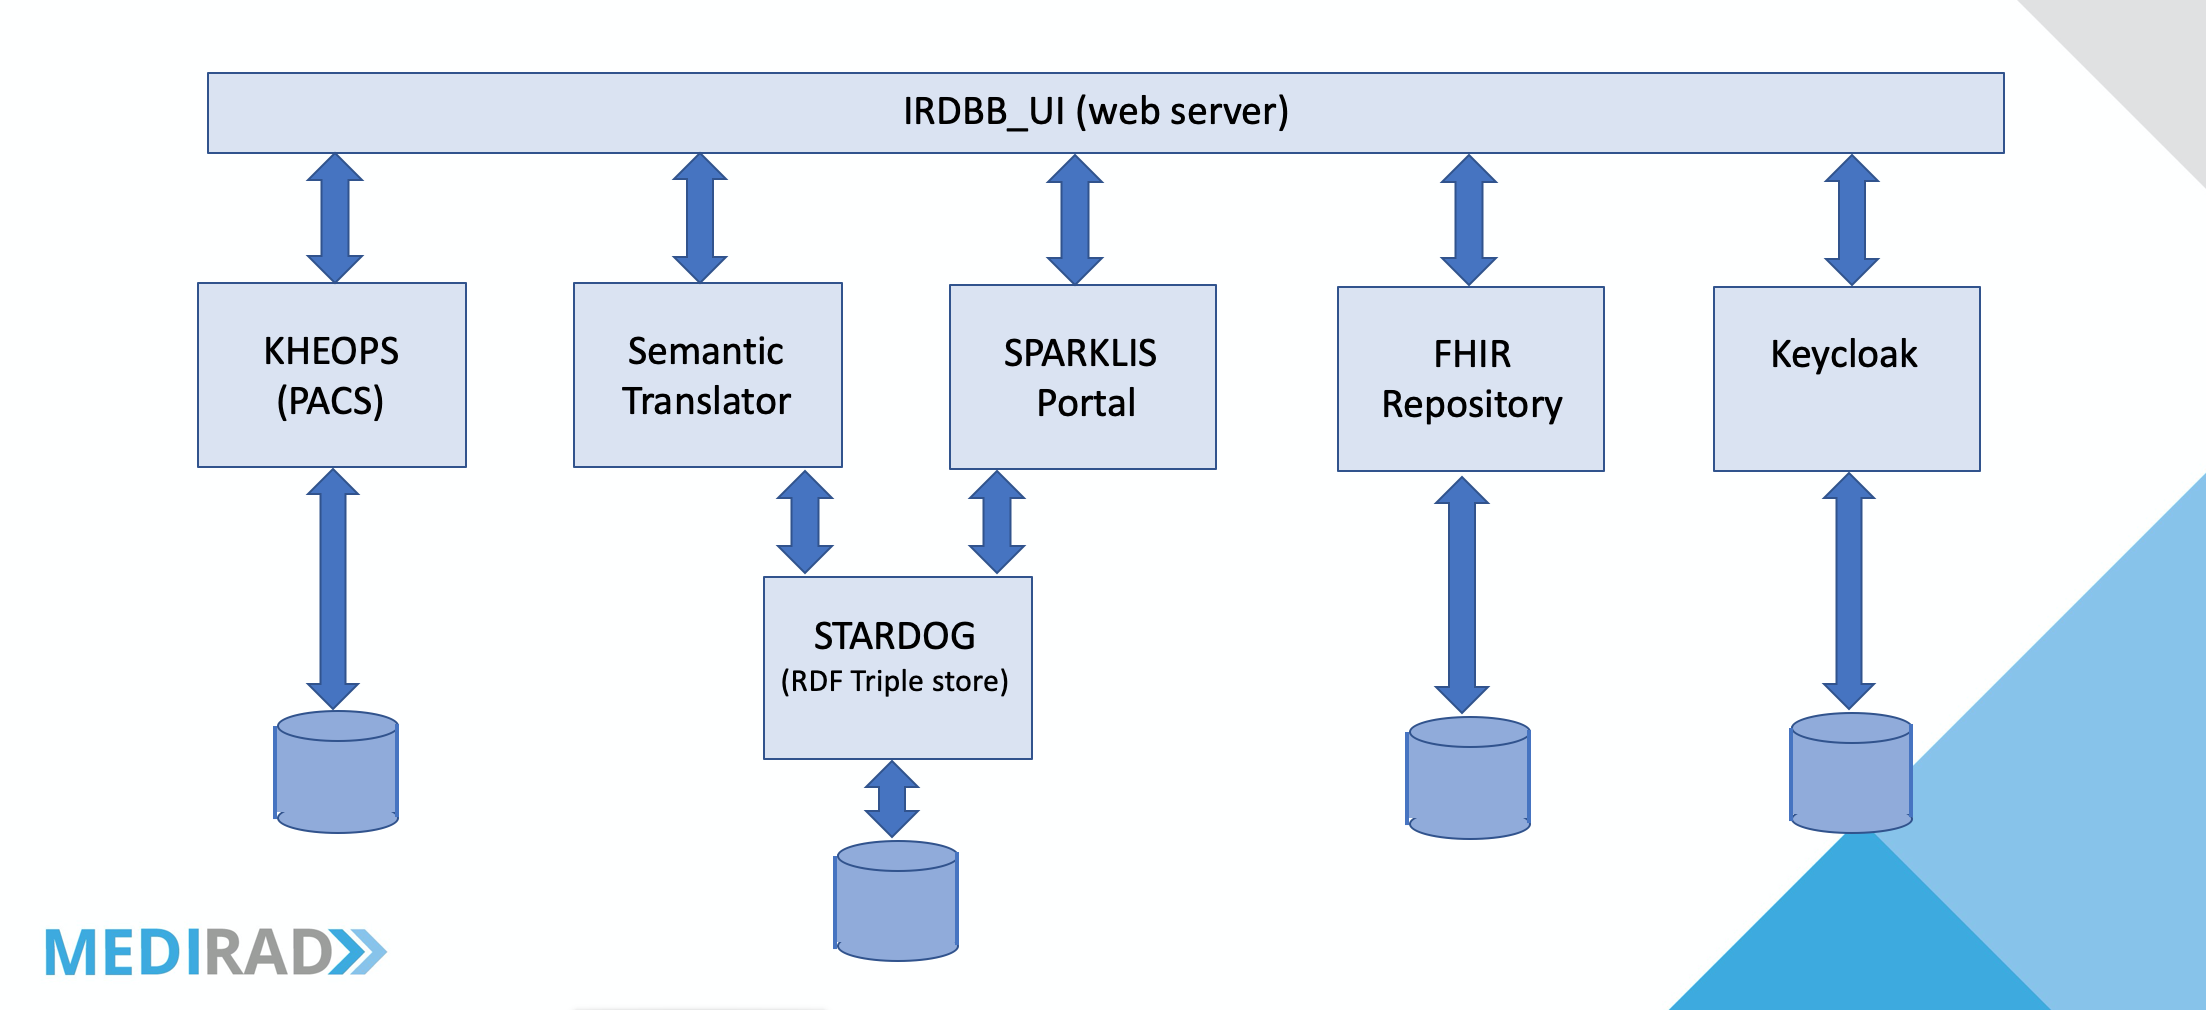 IRDBB_UI (web server)
KHEOPS
(PACS)
Semantic
Translator
SPARKLIS
Portal
FHIR
Repository
Keycloak
STARDOG
(RDF Triple store)
MEDIRAD